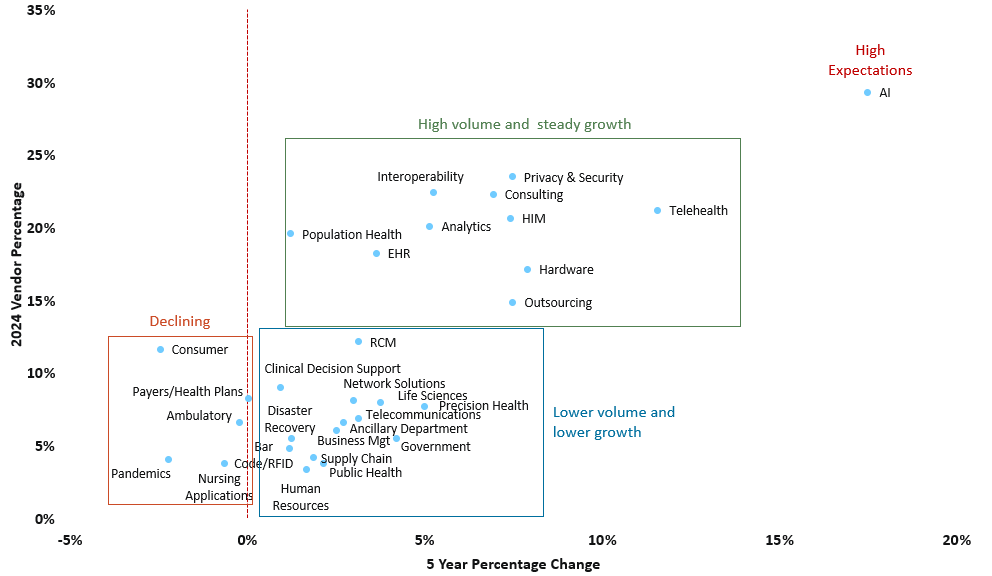 35%
High
Expectations
30%
AI
High volume and  steady growth
25%
Interoperability
Privacy & Security
Consulting
Telehealth
HIM
20%
Analytics
Population Health
EHR
Hardware
15%
Outsourcing
2024 Vendor Percentage
Declining
RCM
Consumer
10%
Clinical Decision Support
Network Solutions
Payers/Health Plans
Life Sciences
Precision Health
Disaster
Recovery
Telecommunications
Ambulatory
Ancillary Department
Lower volume and
lower growth
5%
Business Mgt
Government
Bar
Code/RFID
Supply Chain
Public Health
Pandemics
Nursing
Applications
Human
Resources
0%
-5%
0%
5%
10%
15%
20%
5 Year Percentage Change